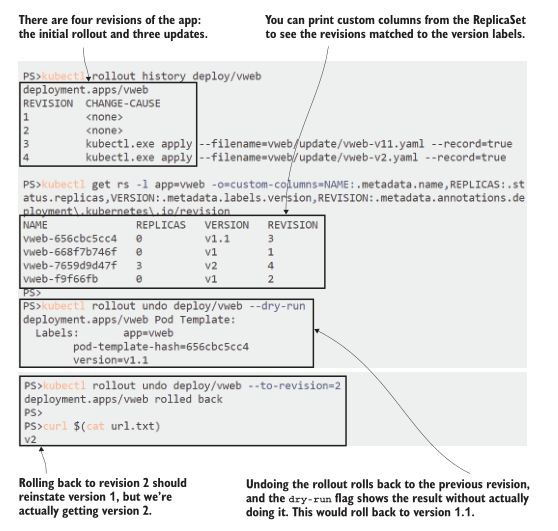 There are four revisions of the app:
the initial rollout and three updates.
You can print custom columns from the ReplicaSet
to see the revisions matched to the version labels.
PS>kubectl rollout history deploy/vweb
deployment.apps/vweb
REVISION CHANGE-CAUSE
1 <none>
2 <none>
3 kubectl.exe apply --filename=vweb/update/vweb-v11.yaml --record=true
4 kubectl.exe apply --filename=vweb/update/vweb-v2.yaml --record=true
PS>kubectl get rs -l app=vweb -o=custom-columns=NAME:.metadata.name,REPLICAS:.st
atus.replicas,VERSION:.metadata.labels.version,REVISION:.metadata.annotations.de
ployment\.kubernetes\.io/revision
NAME REPLICAS VERSION REVISION
vweb-656cbc5cc4 0 v1.1 3
vweb-668f7b746f 0 v1 1
vweb-7659d9d47f 3 v2 4
vweb-f9f66fb 0 v1 2
PS>
PS>kubectl rollout undo deploy/vweb --dry-run
deployment.apps/vweb Pod Template:
Labels: app=vweb
pod-template-hash=656cbc5cc4
version=v1.1
PS>kubectl rollout undo deploy/vweb --to-revision=2
deployment.apps/vweb rolled back
PS>
PS>curl $(cat url.txt)
v2
Rolling back to revision 2 should
reinstate version 1, but we're
actually getting version 2.
Undoing the rollout rolls back to the previous revision,
and the dry-run flag shows the result without actually
doing it. This would roll back to version 1.1.